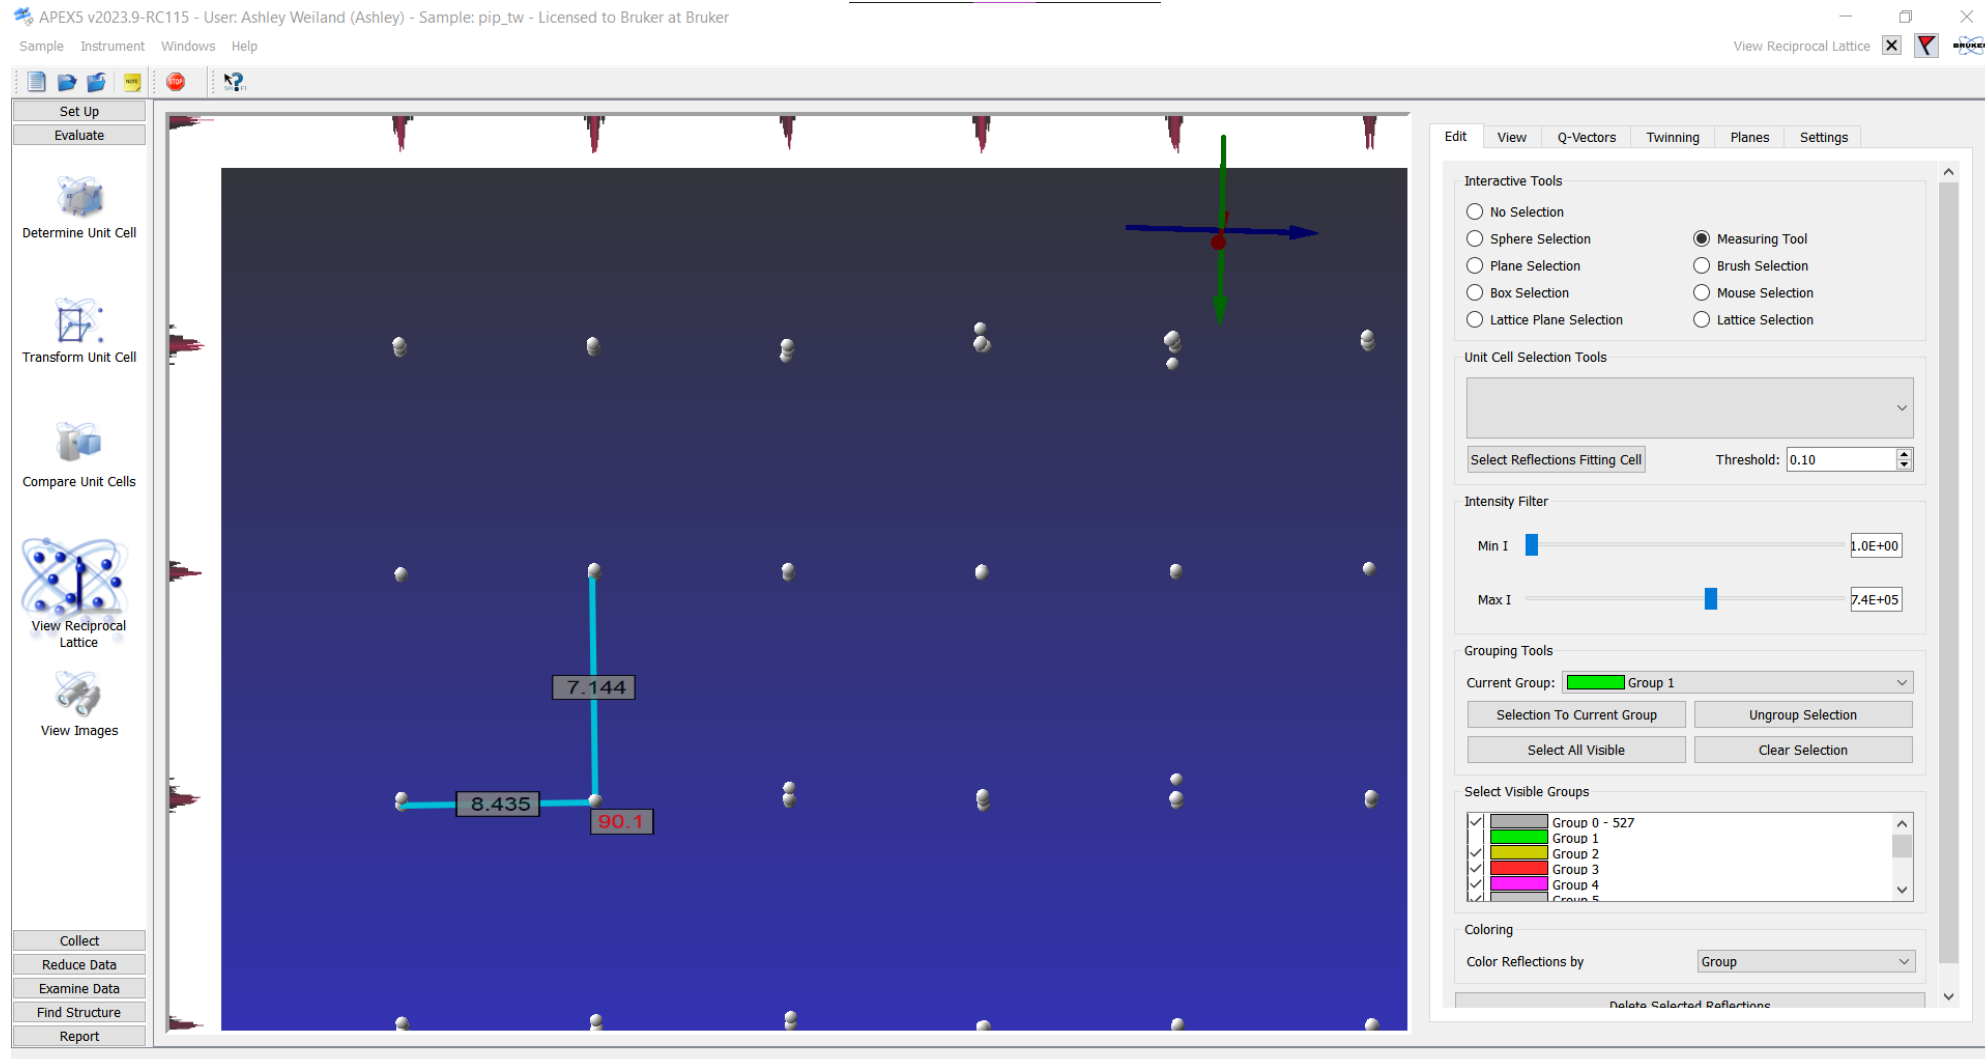 APEX5 v2023.9-RC115 - User: Ashley Weiland (Ashley) - Sample: pip_tw - Licensed to Bruker at Bruker
Sample Instrument Windows Help
View Reciprocal Lattice
BRUKER
NOTE
STOP
Set Up
Evaluate
Determine Unit Cell
Transform Unit Cell
Compare Unit Cells
View Reciprocal
Lattice
View Images
Collect
Reduce Data
Examine Data
Find Structure
Report
7.144
8.435
90.1
Edit View Q-Vectors Twinning Planes Settings
Interactive Tools
No Selection
Sphere Selection Measuring Tool
Plane Selection Brush Selection
Box Selection Mouse Selection
Lattice Plane Selection Lattice Selection
Unit Cell Selection Tools
Select Reflections Fitting Cell Threshold: 0.10
Intensity Filter
Min I 1.0E+00
Max I 7.4E+05
Grouping Tools
Current Group: Group 1
Selection To Current Group Ungroup Selection
Select All Visible Clear Selection
Select Visible Groups
Group 0 - 527
Group 1
Group 2
Group 3
Group 4
Group 5
Coloring
Color Reflections by Group
Delete Selected Reflections